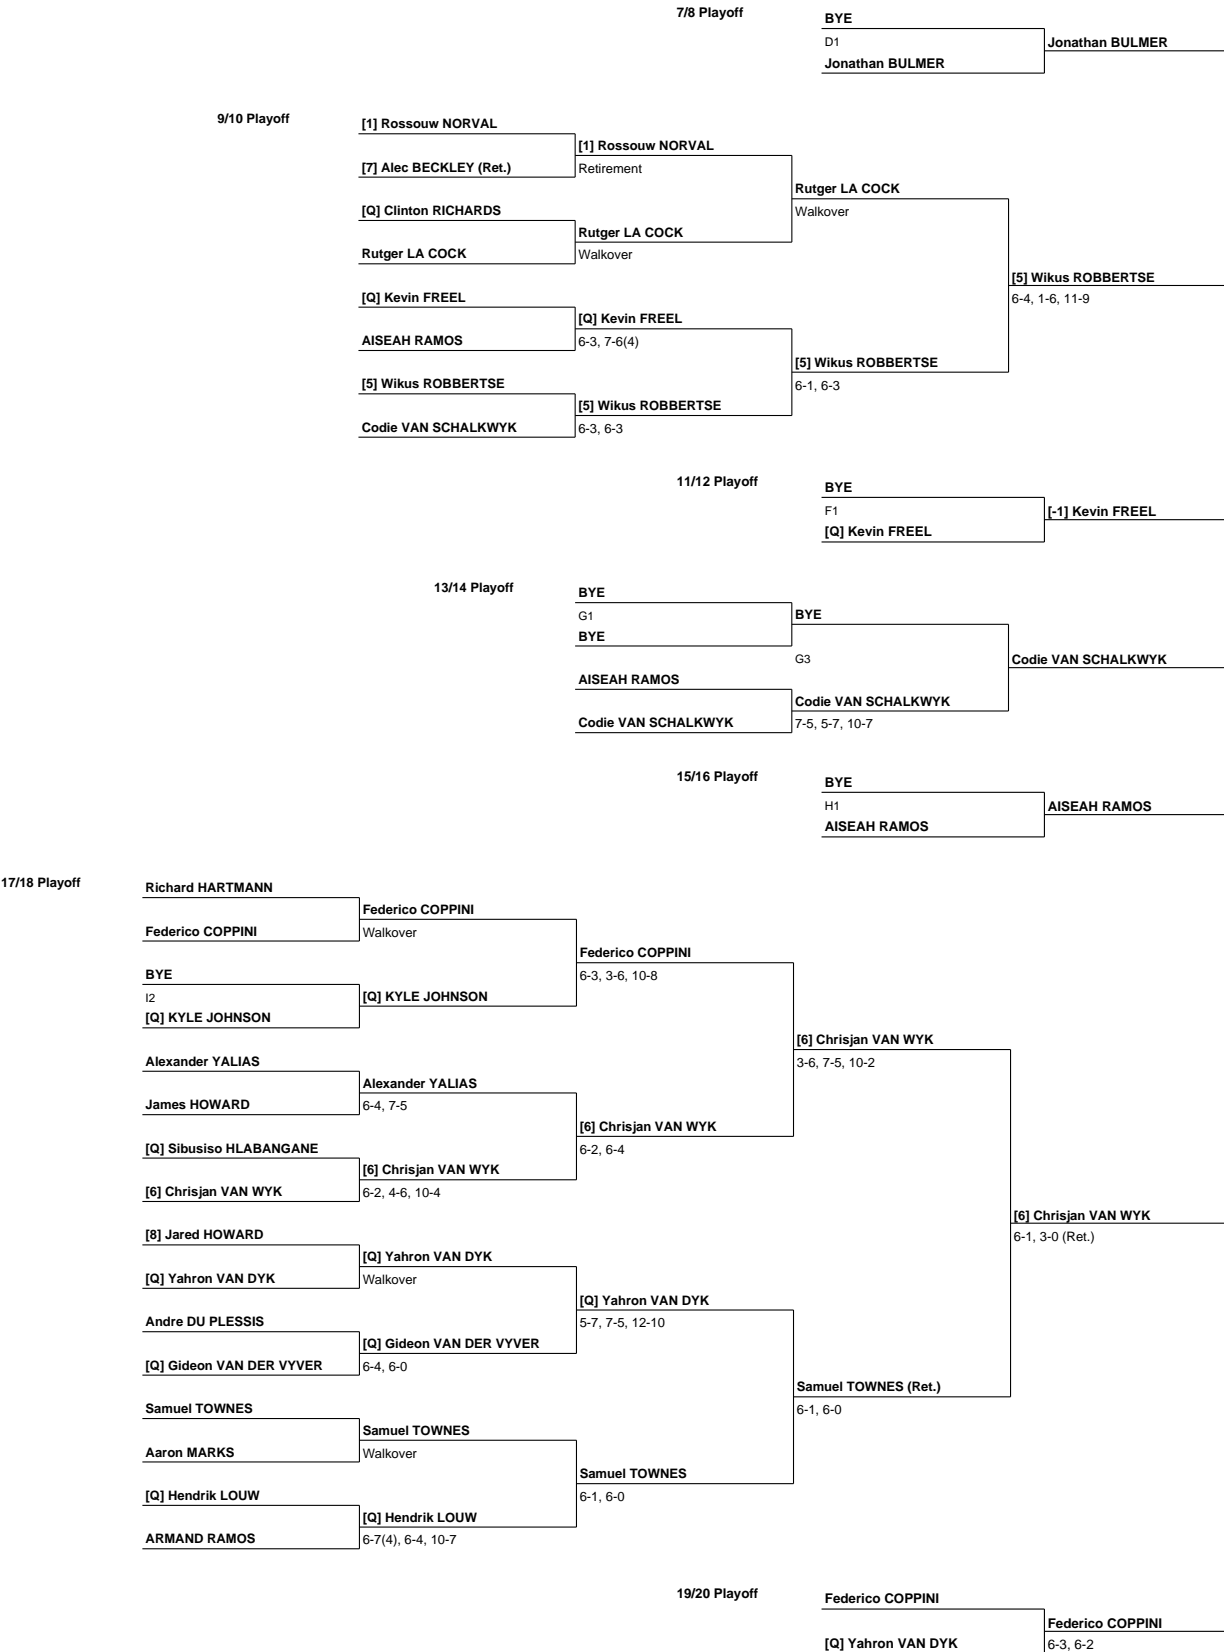 7/8 Playoff
BYE
D1
Jonathan BULMER
Jonathan BULMER
9/10 Playoff
[1] Rossouw NORVAL
[1] Rossouw NORVAL
[7] Alec BECKLEY (Ret.)
Retirement
Rutger LA COCK
[Q] Clinton RICHARDS
Walkover
Rutger LA COCK
Rutger LA COCK
Walkover
[5] Wikus ROBBERTSE
[Q] Kevin FREEL
6-4, 1-6, 11-9
[Q] Kevin FREEL
AISEAH RAMOS
6-3, 7-6(4)
[5] Wikus ROBBERTSE
[5] Wikus ROBBERTSE
6-1, 6-3
[5] Wikus ROBBERTSE
Codie VAN SCHALKWYK
6-3, 6-3
11/12 Playoff
BYE
F1
[-1] Kevin FREEL
[Q] Kevin FREEL
13/14 Playoff
BYE
G1
BYE
BYE
G3
Codie VAN SCHALKWYK
AISEAH RAMOS
Codie VAN SCHALKWYK
Codie VAN SCHALKWYK
7-5, 5-7, 10-7
15/16 Playoff
BYE
H1
AISEAH RAMOS
AISEAH RAMOS
17/18 Playoff
Richard HARTMANN
Federico COPPINI
Federico COPPINI
Walkover
Federico COPPINI
BYE
6-3, 3-6, 10-8
I2
[Q] KYLE JOHNSON
[Q] KYLE JOHNSON
[6] Chrisjan VAN WYK
Alexander YALIAS
3-6, 7-5, 10-2
Alexander YALIAS
James HOWARD
6-4, 7-5
[6] Chrisjan VAN WYK
[Q] Sibusiso HLABANGANE
6-2, 6-4
[6] Chrisjan VAN WYK
[6] Chrisjan VAN WYK
6-2, 4-6, 10-4
[6] Chrisjan VAN WYK
[8] Jared HOWARD
6-1, 3-0 (Ret.)
[Q] Yahron VAN DYK
[Q] Yahron VAN DYK
Walkover
[Q] Yahron VAN DYK
Andre DU PLESSIS
5-7, 7-5, 12-10
[Q] Gideon VAN DER VYVER
[Q] Gideon VAN DER VYVER
6-4, 6-0
Samuel TOWNES (Ret.)
Samuel TOWNES
6-1, 6-0
Samuel TOWNES
Aaron MARKS
Walkover
Samuel TOWNES
[Q] Hendrik LOUW
6-1, 6-0
[Q] Hendrik LOUW
ARMAND RAMOS
6-7(4), 6-4, 10-7
19/20 Playoff
Federico COPPINI
Federico COPPINI
[Q] Yahron VAN DYK
6-3, 6-2